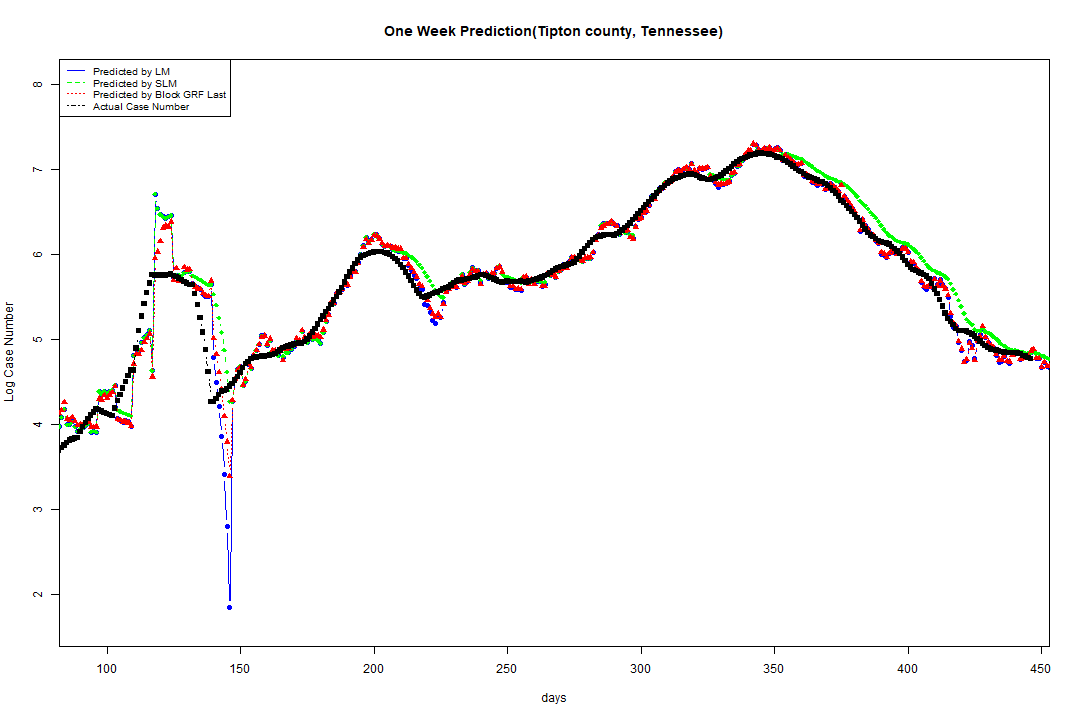 One Week Prediction(Tipton county, Tennessee)
Predicted by LM
Predicted by SLM
Predicted by Block GRF Last
Actual Case Number
8
7
6
5
4
3
2
Log Case Number
100 150 200 250 300 350 400 450
days